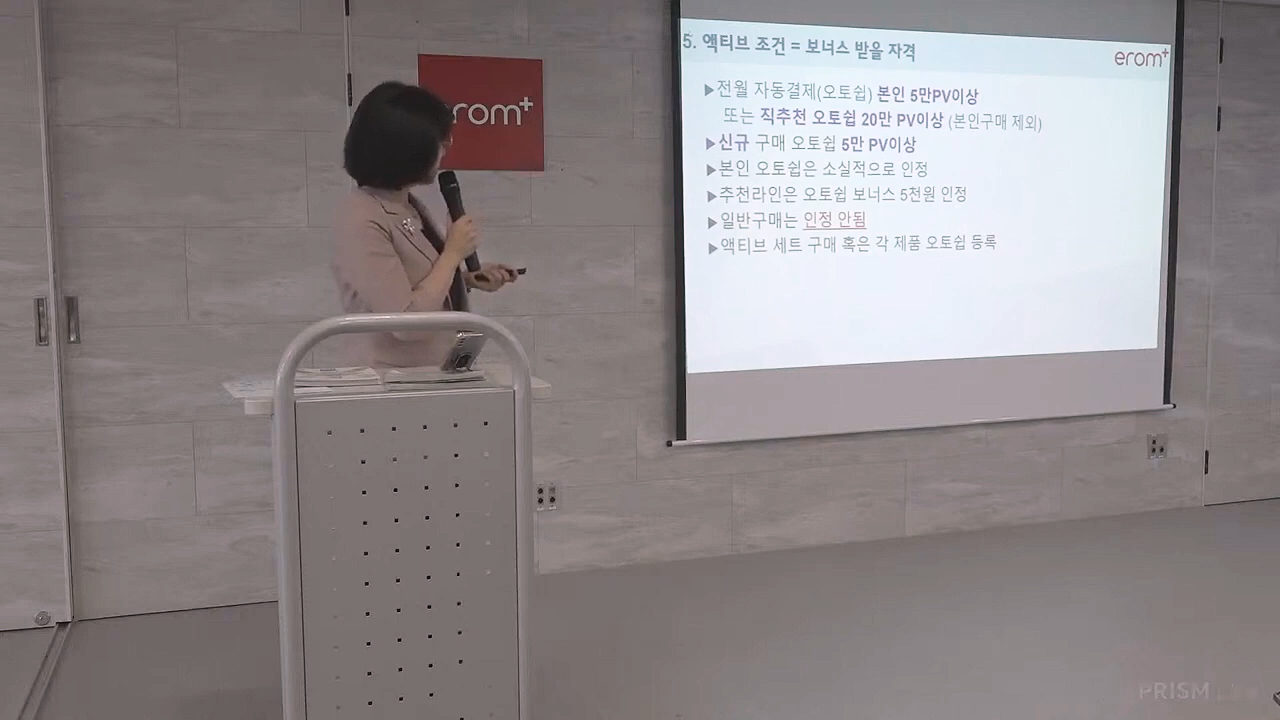 5. 액티브 조건 = 보너스 받을 자격
erom+
▶전월 자동결제(오토쉽) 본인 5만PV이상
또는 직추천 오토쉽 20만 PV이상 (본인구매 제외)
▶신규 구매 오토쉽 5만 PV이상
▶본인 오토쉽은 소실적으로 인정
▶추천라인은 오토쉽 보너스 5천원 인정
▶일반구매는 인정 안됨
▶액티브 세트 구매 혹은 각 제품 오토쉽 등록
rom+
PRISM